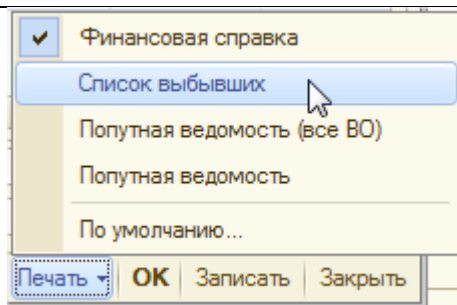 Финансовая справка
Список выбывших
Попутная ведомость (все ВО)
Попутная ведомость
По умолчанию...
Печать OK Записать Закрыть